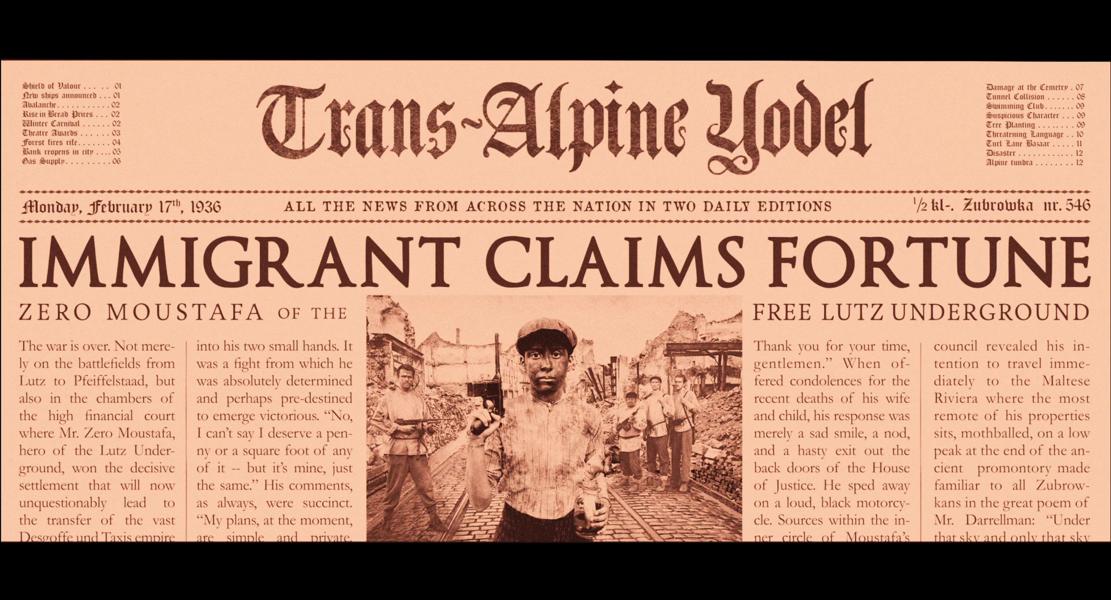 Shield of Valour . . . . . 01
New ships announced . . . 01
Avalanche . . . . . . . . . . . . 02
Rise in Bread Prices . . . 02
Winter Carnival . . . . . . . 02
Theatre Awards . . . . . . . 03
Forest fires rife . . . . . . . . 04
Bank reopens in city . . . . 05
Gas Supply . . . . . . . . . . 06
Trans-Alpine Yodel
Damage at the Cemetry . 07
Tunnel Collision . . . . . . . 08
Swimming Club . . . . . . . 09
Suspicious Character . . . 09
Tree Planting . . . . . . . . . 09
Threatening Language . . 10
Turl Lane Bazaar . . . . . 11
Disaster . . . . . . . . . . . . . 12
Alpine tundra . . . . . . . . 12
Monday, February 17th, 1936
ALL THE NEWS FROM ACROSS THE NATION IN TWO DAILY EDITIONS
1/2 kl-. Zubrowka nr. 546
IMMIGRANT CLAIMS FORTUNE
ZERO MOUSTAFA OF THE
FREE LUTZ UNDERGROUND
The war is over. Not mere-
ly on the battlefields from
Lutz to Pfeiffelstaad, but
also in the chambers of
the high financial court
where Mr. Zero Moustafa,
hero of the Lutz Under-
ground, won the decisive
settlement that will now
unquestionably lead to
the transfer of the vast
Desgoffe und Taxis empire
into his two small hands. It
was a fight from which he
was absolutely determined
and perhaps pre-destined
to emerge victorious. “No,
I can’t say I deserve a pen-
ny or a square foot of any
of it -- but it’s mine, just
the same.” His comments,
as always, were succinct.
“My plans, at the moment,
are simple and private.
Thank you for your time,
gentlemen.” When of-
fered condolences for the
recent deaths of his wife
and child, his response was
merely a sad smile, a nod,
and a hasty exit out the
back doors of the House
of Justice. He sped away
on a loud, black motorcy-
cle. Sources within the in-
ner circle of Moustafa’s
council revealed his in-
tention to travel imme-
diately to the Maltese
Riviera where the most
remote of his properties
sits, mothballed, on a low
peak at the end of the an-
cient promontory made
familiar to all Zubrow-
kans in the great poem of
Mr. Darrellman: “Under
that sky and only that sky